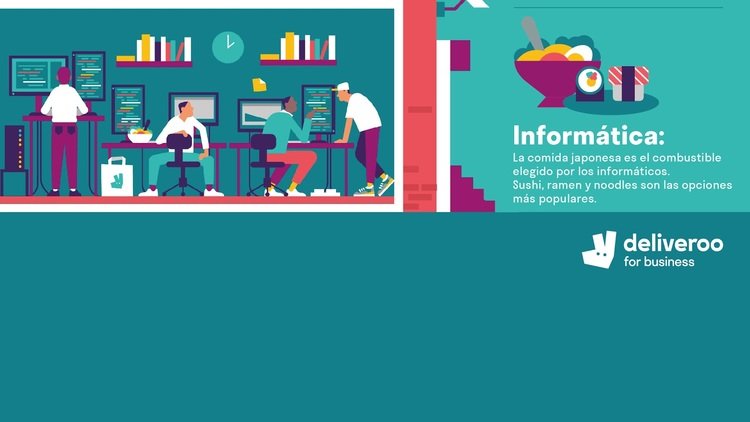 Informática:
La comida japonesa es el combustible
elegido por los informáticos.
Sushi, ramen y noodles son las opciones
más populares.
deliveroo
for business